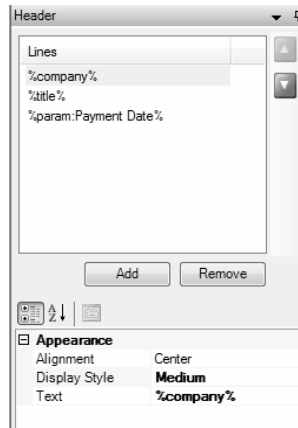 Header
Lines
%company%
%title%
%param:Payment Date%
Add Remove
Appearance
Alignment Center
Display Style Medium
Text %company%